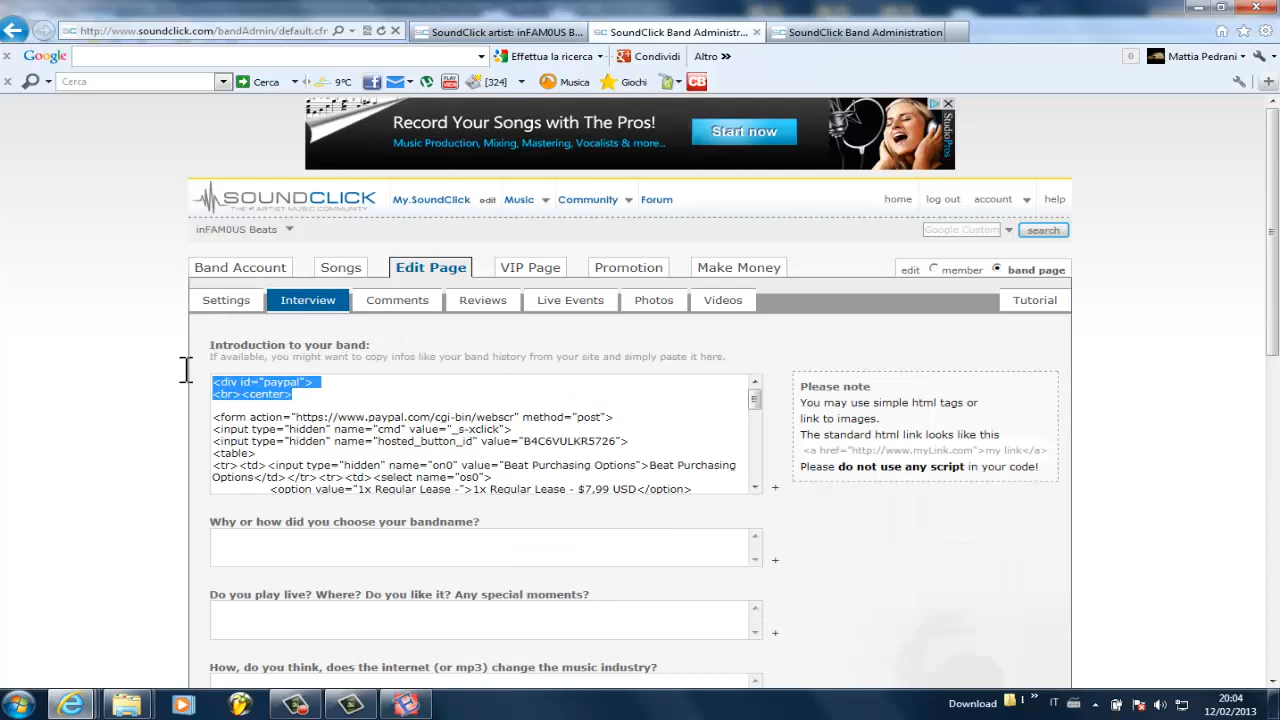 http://www.soundclick.com/bandAdmin/default.cfr
SoundClick artist: inFAM0US B...
SoundClick Band Administr...
SoundClick Band Administration
Google
Effettua la ricerca
Condividi
Altro »
0
Mattia Pedrani
Cerca
Cerca
9°C
PLAY VIDEO
[324]
Musica
Giochi
CB
Record Your Songs with The Pros!
Music Production, Mixing, Mastering, Vocalists & more...
Start now
StudioPros
SOUNDCLICK
THE #1 ARTIST MUSIC COMMUNITY
My.SoundClick edit Music Community Forum
home log out account help
inFAM0US Beats
Google Custom
search
Band Account Songs Edit Page VIP Page Promotion Make Money
edit member band page
Settings Interview Comments Reviews Live Events Photos Videos Tutorial
Introduction to your band:
If available, you might want to copy infos like your band history from your site and simply paste it here.
<div id="paypal">
<br><center>
<form action="https://www.paypal.com/cgi-bin/webscr" method="post">
<input type="hidden" name="cmd" value="_s-xclick">
<input type="hidden" name="hosted_button_id" value="B4C6VULKR5726">
<table>
<tr> <td><input type="hidden" name="on0" value="Beat Purchasing Options">Beat Purchasing
Options</td> </tr> <tr> <td><select name="os0">
<option value="1x Regular Lease -">1x Regular Lease - $7,99 USD</option>
+
Please note
You may use simple html tags or
link to images.
The standard html link looks like this
<a href="http://www.myLink.com">my link</a>
Please do not use any script in your code!
Why or how did you choose your bandname?
+
Do you play live? Where? Do you like it? Any special moments?
+
How, do you think, does the internet (or mp3) change the music industry?
Download
IT
20:04
12/02/2013